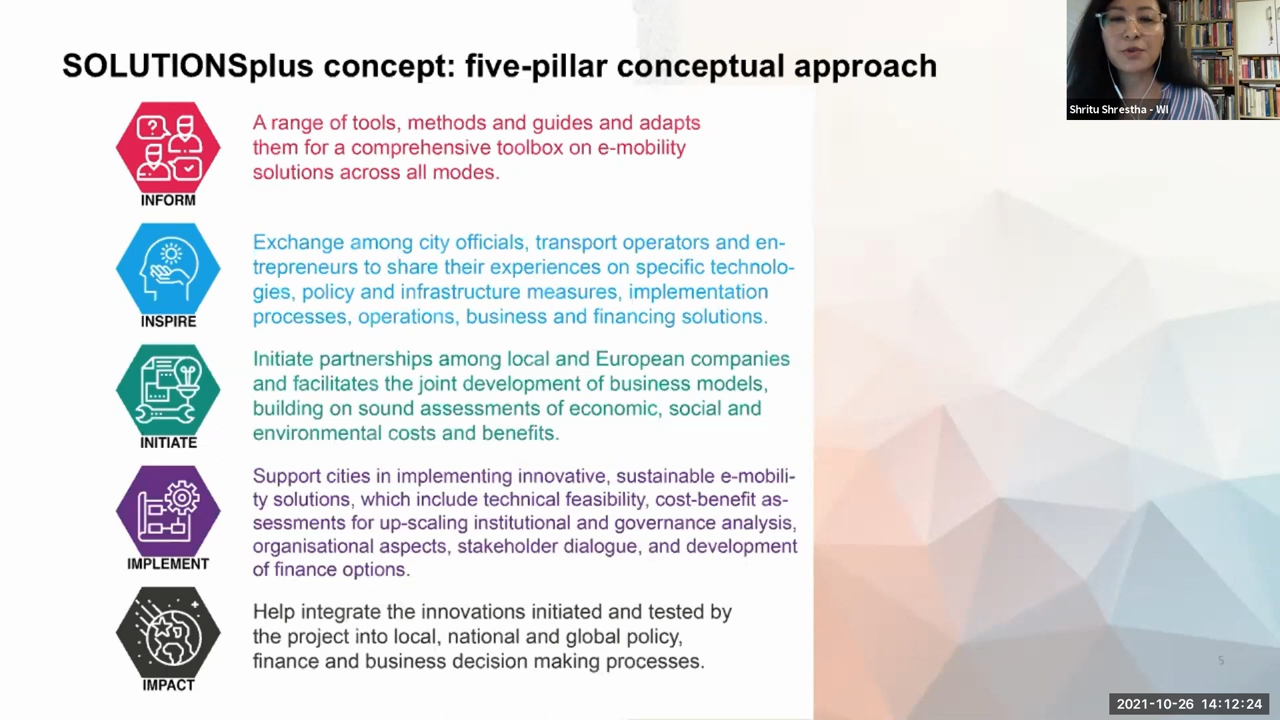 SOLUTIONSplus concept: five-pillar conceptual approach
Shritu Shrestha - WI
A range of tools, methods and guides and adapts
them for a comprehensive toolbox on e-mobility
solutions across all modes.
INFORM
Exchange among city officials, transport operators and en-
trepreneurs to share their experiences on specific technolo-
gies, policy and infrastructure measures, implementation
processes, operations, business and financing solutions.
INSPIRE
Initiate partnerships among local and European companies
and facilitates the joint development of business models,
building on sound assessments of economic, social and
environmental costs and benefits.
INITIATE
Support cities in implementing innovative, sustainable e-mobili-
ty solutions, which include technical feasibility, cost-benefit as-
sessments for up-scaling institutional and governance analysis,
organisational aspects, stakeholder dialogue, and development
of finance options.
IMPLEMENT
Help integrate the innovations initiated and tested by
the project into local, national and global policy,
finance and business decision making processes.
IMPACT
5
2021-10-26 14:12:24